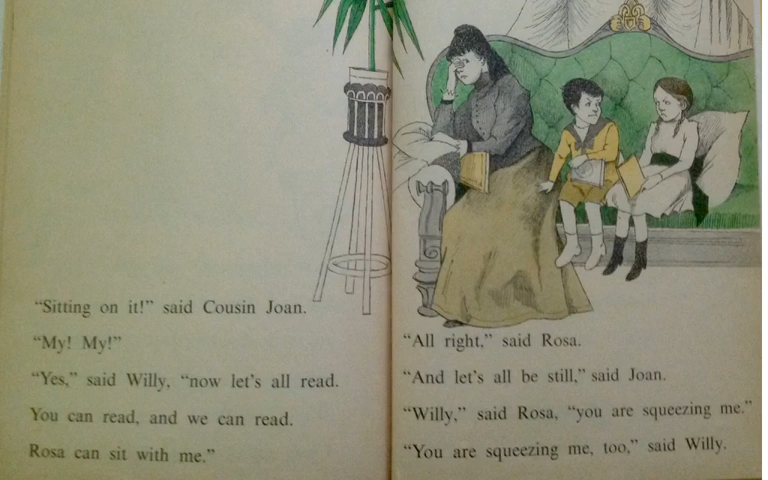 “Sitting on it!” said Cousin Joan.
“My! My!”
“Yes,” said Willy, “now let’s all read.
You can read, and we can read.
Rosa can sit with me.”
“All right,” said Rosa.
“And let’s all be still,” said Joan.
“Willy,” said Rosa, “you are squeezing me.”
“You are squeezing me, too,” said Willy.